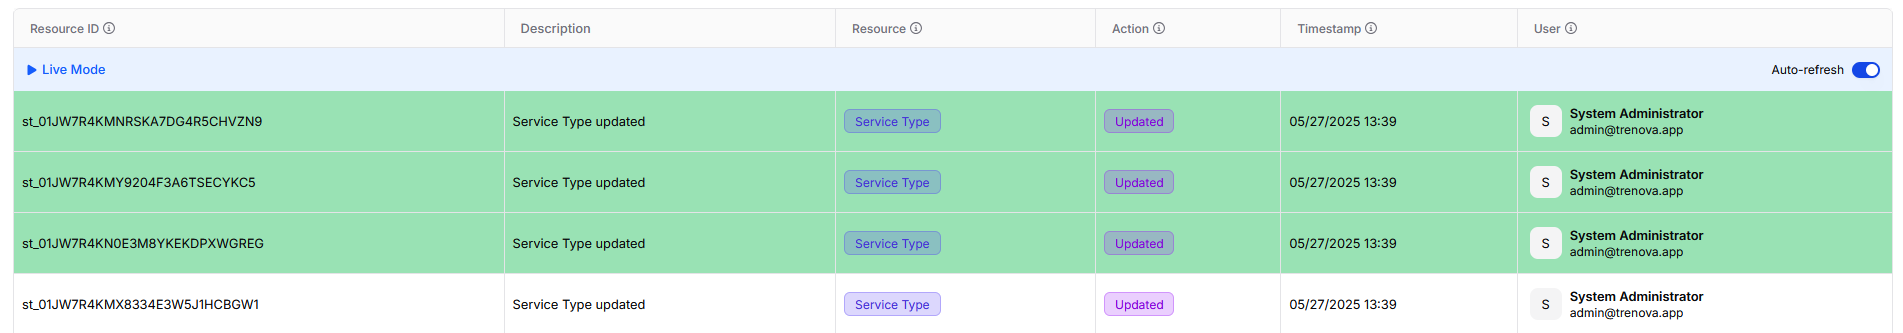 Resource ID Description Resource Action Timestamp User
Live Mode Auto-refresh
st_01JW7R4KMNRSKA7DG4R5CHVZN9 Service Type updated Service Type Updated 05/27/2025 13:39 S System Administrator
admin@trenova.app
st_01JW7R4KMY9204F3A6TSECYKC5 Service Type updated Service Type Updated 05/27/2025 13:39 S System Administrator
admin@trenova.app
st_01JW7R4KN0E3M8YKEKDPXWGREG Service Type updated Service Type Updated 05/27/2025 13:39 S System Administrator
admin@trenova.app
st_01JW7R4KMX8334E3W5J1HCBGW1 Service Type updated Service Type Updated 05/27/2025 13:39 S System Administrator
admin@trenova.app